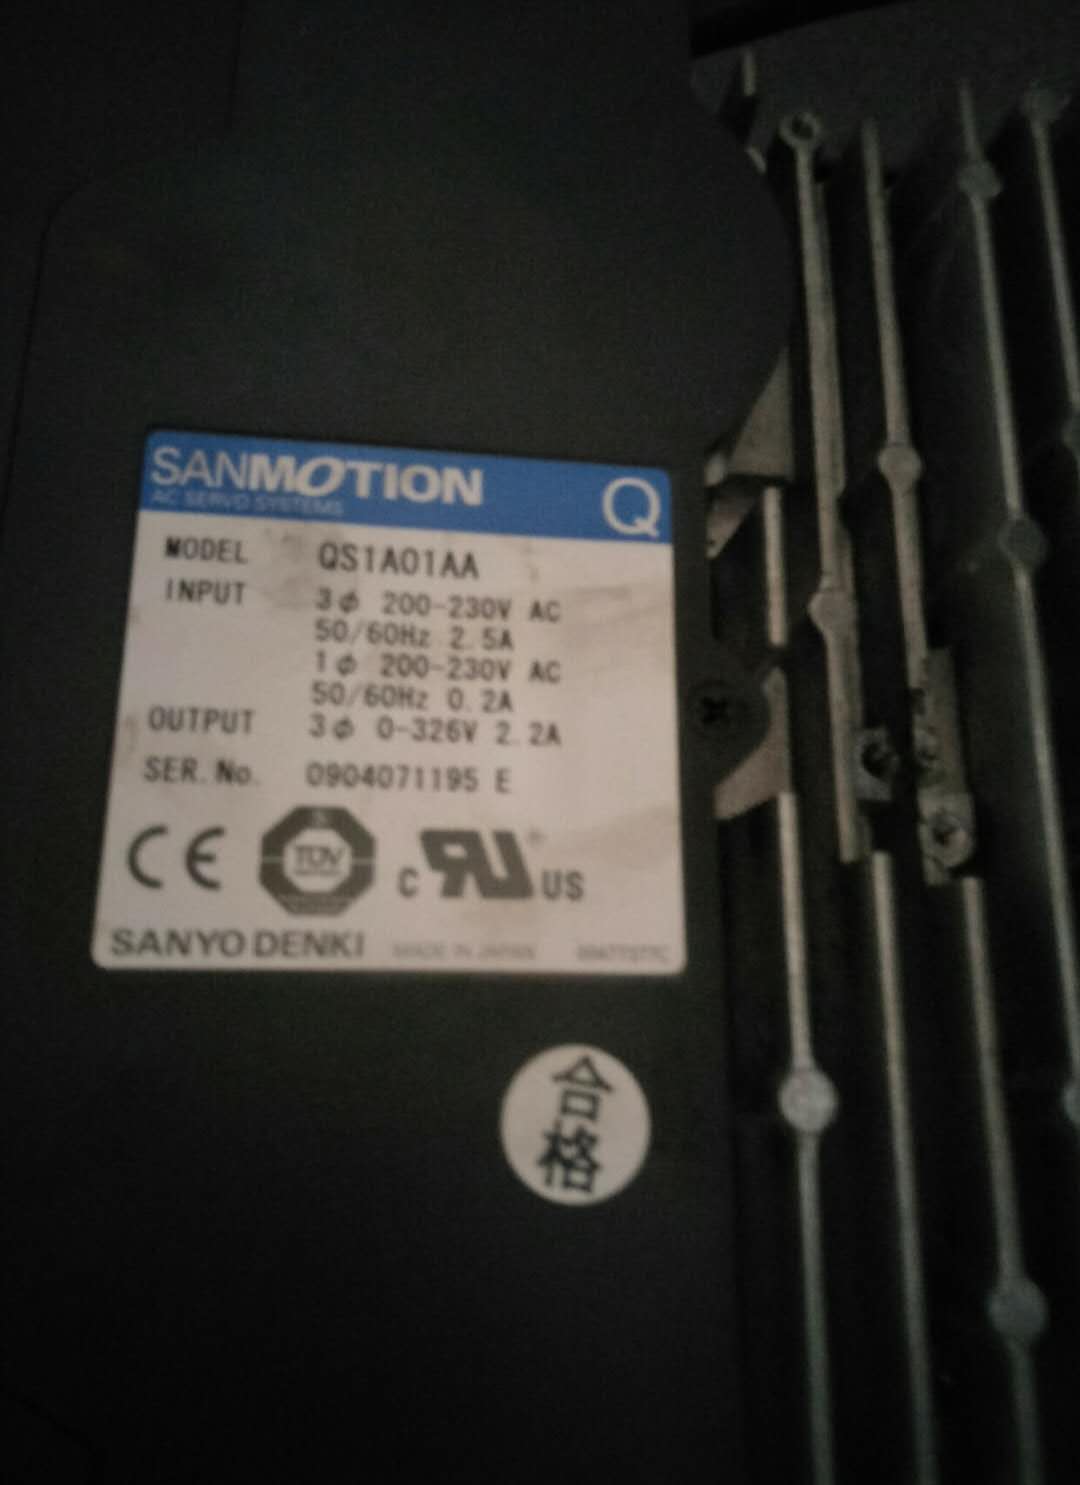 SANMOTION Q
AC SERVO SYSTEMS
MODEL QS1A01AA
INPUT 3ϕ 200-230V AC
50/60Hz 2.5A
1ϕ 200-230V AC
50/60Hz 0.2A
OUTPUT 3ϕ 0-326V 2.2A
SER.No. 0904071195 E
CE TÜV c RU® US
SANYO DENKI MADE IN JAPAN
合格